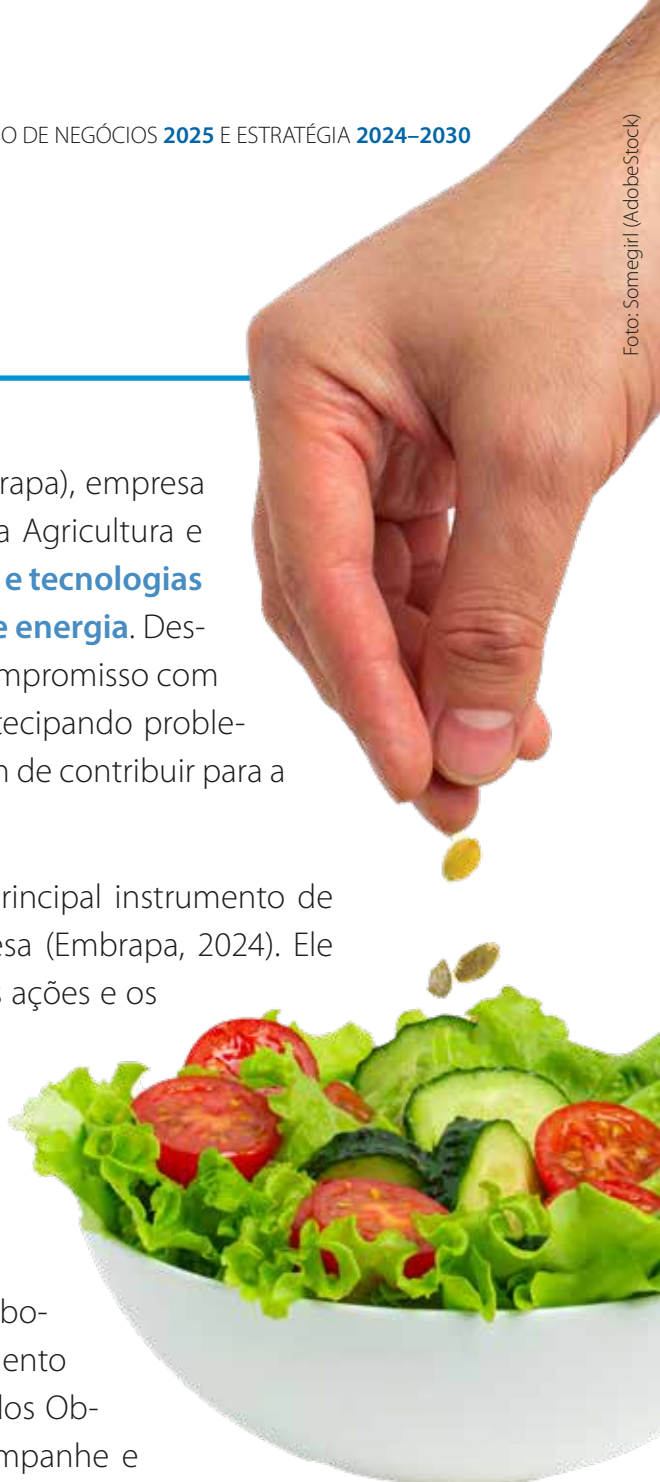 O DE NEGÓCIOS 2025 E ESTRATÉGIA 2024–2030
Foto: Somegirl (AdobeStock)
rapa), empresa
a Agricultura e
e tecnologias
e energia. Des-
mpromisso com
tecipando proble-
m de contribuir para a
rincipal instrumento de
esa (Embrapa, 2024). Ele
s ações e os
bo-
ento
dos Ob-
mpanhe e